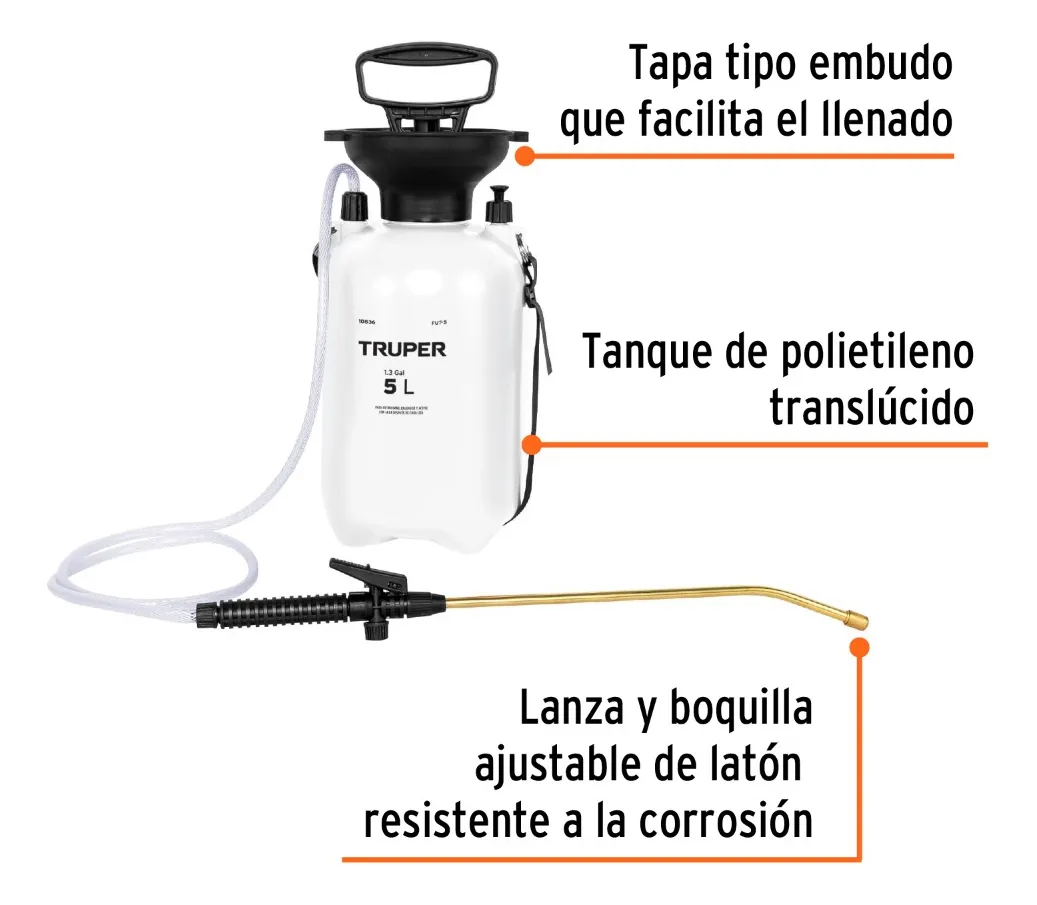 Tapa tipo embudo
que facilita el llenado
10836 FU?-5
TRUPER
1.3 Gal
5 L
Tanque de polietileno
translúcido
Lanza y boquilla
ajustable de latón
resistente a la corrosión